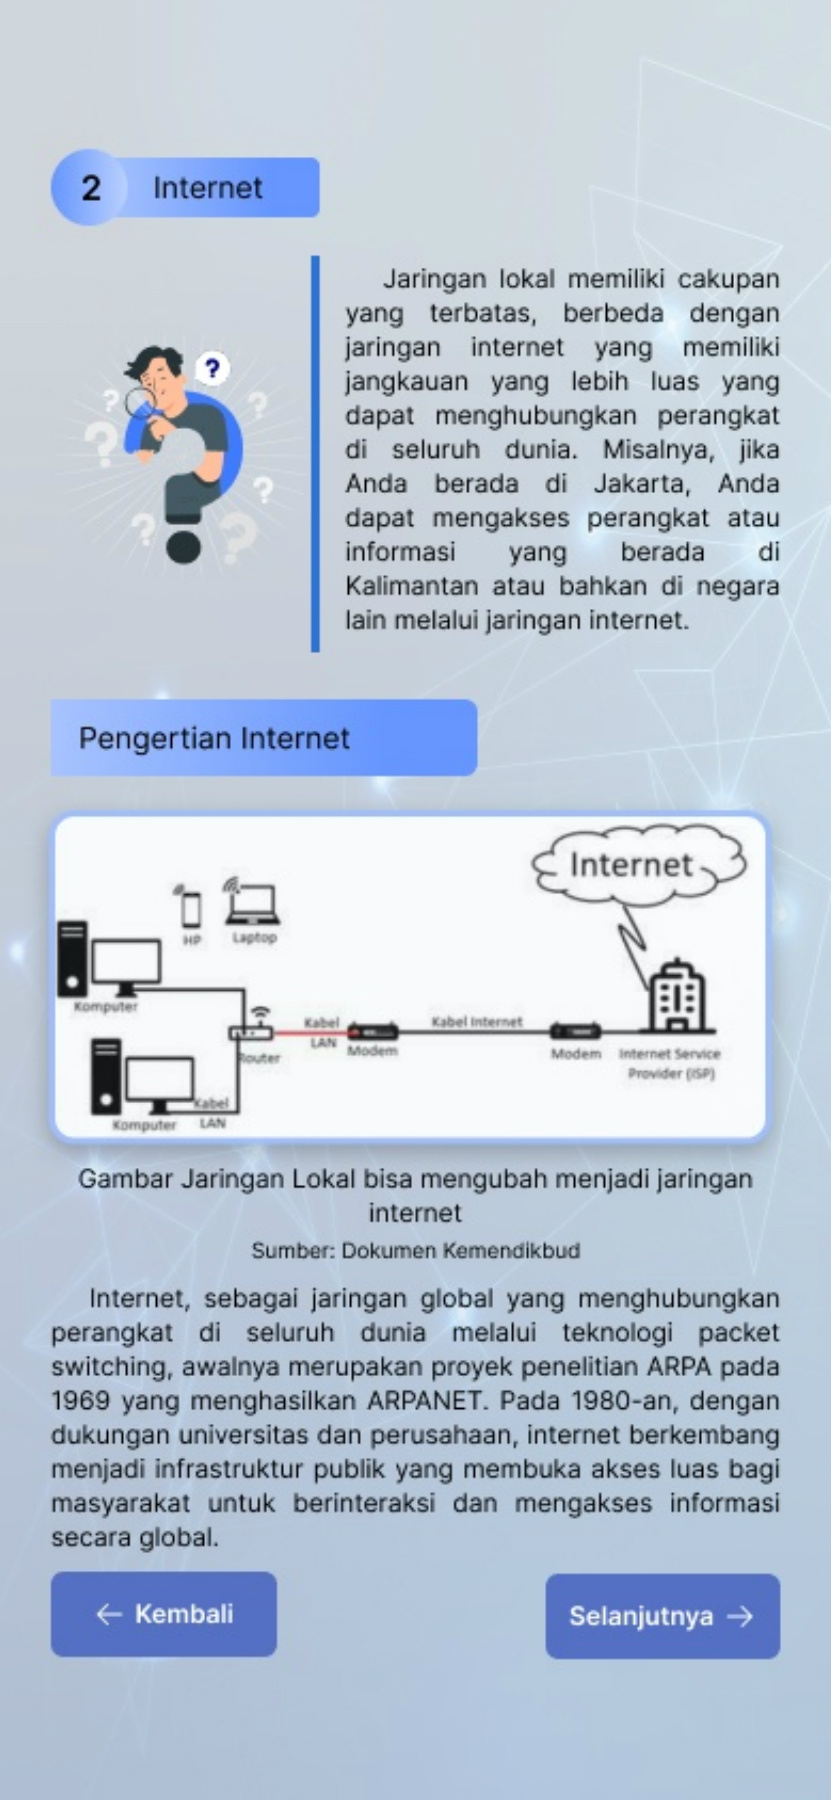 2 Internet
Jaringan lokal memiliki cakupan
yang terbatas, berbeda dengan
jaringan internet yang memiliki
jangkauan yang lebih luas yang
dapat menghubungkan perangkat
di seluruh dunia. Misalnya, jika
Anda berada di Jakarta, Anda
dapat mengakses perangkat atau
informasi yang berada di
Kalimantan atau bahkan di negara
lain melalui jaringan internet.
Pengertian Internet
Internet
HP
Laptop
Komputer
Router
Kabel
LAN
Modem
Kabel Internet
Modem
Internet Service
Provider (ISP)
Komputer
Kabel
LAN
Gambar Jaringan Lokal bisa mengubah menjadi jaringan
internet
Sumber: Dokumen Kemendikbud
Internet, sebagai jaringan global yang menghubungkan
perangkat di seluruh dunia melalui teknologi packet
switching, awalnya merupakan proyek penelitian ARPA pada
1969 yang menghasilkan ARPANET. Pada 1980-an, dengan
dukungan universitas dan perusahaan, internet berkembang
menjadi infrastruktur publik yang membuka akses luas bagi
masyarakat untuk berinteraksi dan mengakses informasi
secara global.
← Kembali
Selanjutnya →